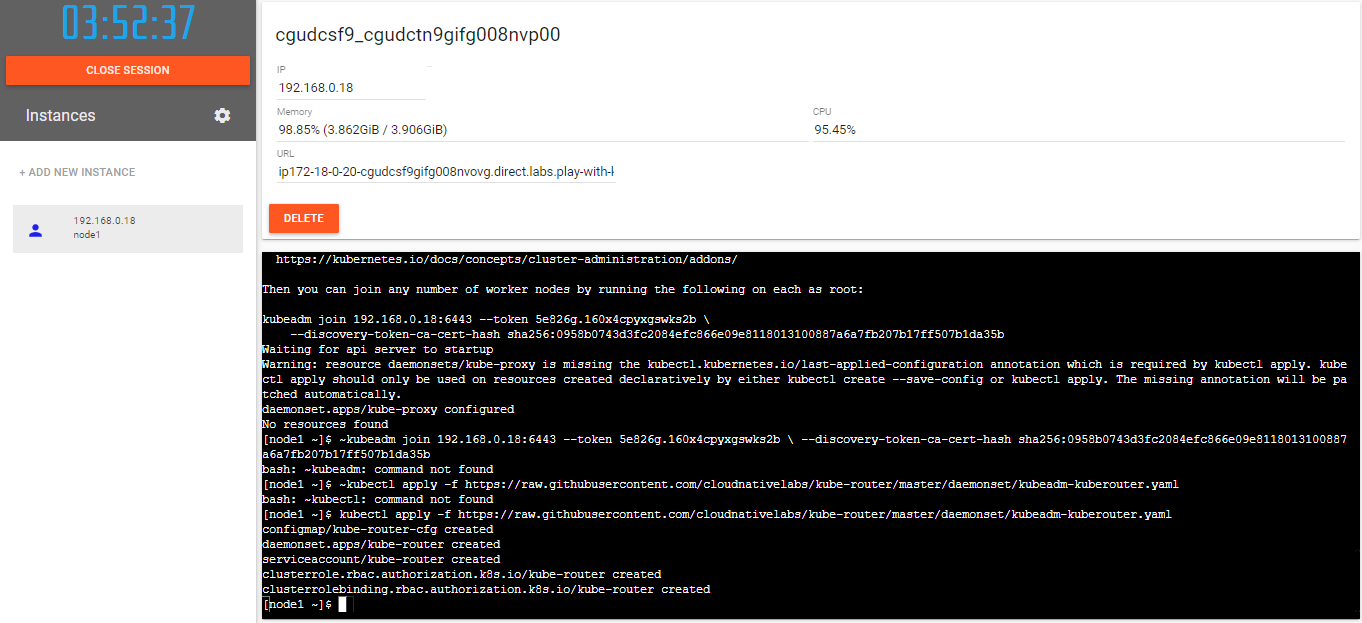 03:52:37
CLOSE SESSION
Instances
+ ADD NEW INSTANCE
192.168.0.18
node1
cgudcsf9_cgudctn9gifg008nvp00
IP
192.168.0.18
Memory
98.85% (3.862GiB / 3.906GiB)
CPU
95.45%
URL
ip172-18-0-20-cgudcsf9gifg008nvovg.direct.labs.play-with-k
DELETE
https://kubernetes.io/docs/concepts/cluster-administration/addons/
Then you can join any number of worker nodes by running the following on each as root:
kubeadm join 192.168.0.18:6443 --token 5e826g.160x4cpyxgswks2b \
--discovery-token-ca-cert-hash sha256:0958b0743d3fc2084efc866e09e8118013100887a6a7fb207b17ff507b1da35b
Waiting for api server to startup
Warning: resource daemonsets/kube-proxy is missing the kubectl.kubernetes.io/last-applied-configuration annotation which is required by kubectl apply. kube
ctl apply should only be used on resources created declaratively by either kubectl create --save-config or kubectl apply. The missing annotation will be pa
tched automatically.
daemonset.apps/kube-proxy configured
No resources found
[node1 ~]$ ~kubeadm join 192.168.0.18:6443 --token 5e826g.160x4cpyxgswks2b \ --discovery-token-ca-cert-hash sha256:0958b0743d3fc2084efc866e09e8118013100887
a6a7fb207b17ff507b1da35b
bash: ~kubeadm: command not found
[node1 ~]$ ~kubectl apply -f https://raw.githubusercontent.com/cloudnativelabs/kube-router/master/daemonset/kubeadm-kuberouter.yaml
bash: ~kubectl: command not found
[node1 ~]$ kubectl apply -f https://raw.githubusercontent.com/cloudnativelabs/kube-router/master/daemonset/kubeadm-kuberouter.yaml
configmap/kube-router-cfg created
daemonset.apps/kube-router created
serviceaccount/kube-router created
clusterrole.rbac.authorization.k8s.io/kube-router created
clusterrolebinding.rbac.authorization.k8s.io/kube-router created
[node1 ~]$